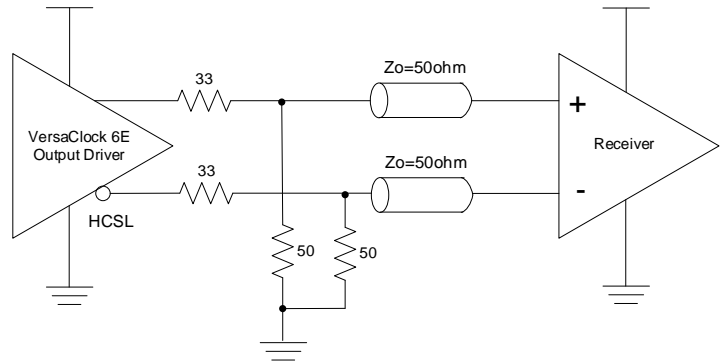 33
Zo=50ohm
+
VersaClock 6E
Output Driver
Receiver
33
Zo=50ohm
-
HCSL
50
50